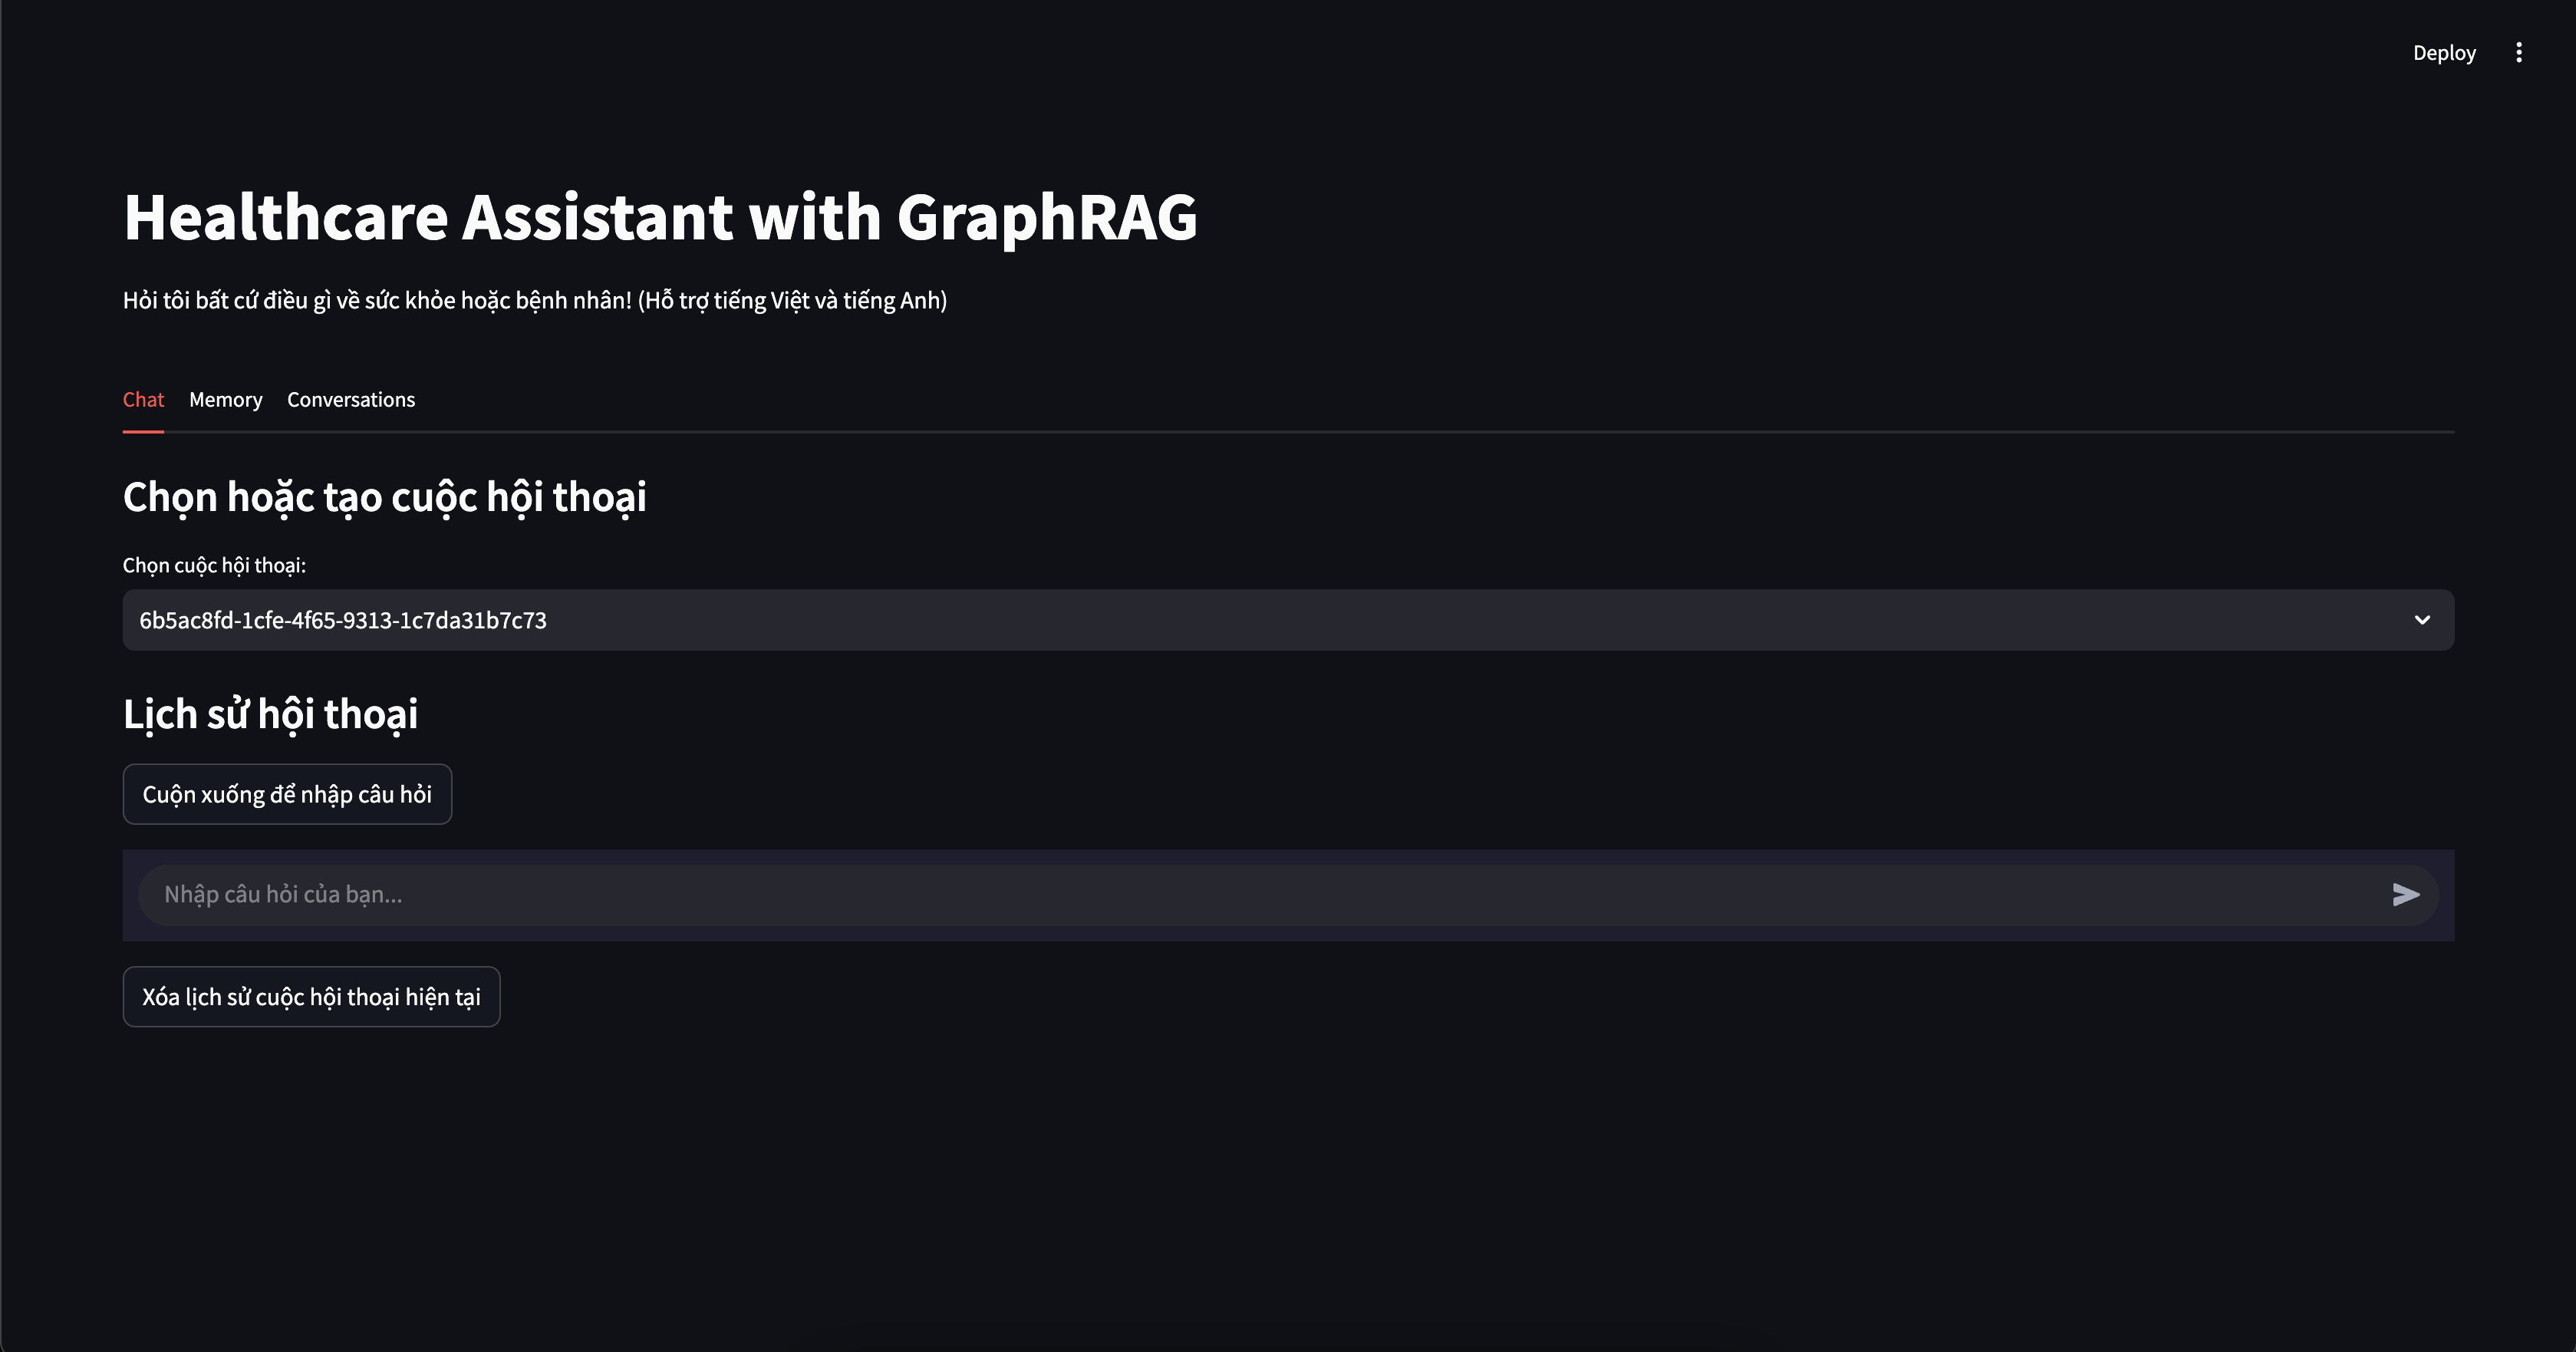 Deploy
Healthcare Assistant with GraphRAG
Hỏi tôi bất cứ điều gì về sức khỏe hoặc bệnh nhân! (Hỗ trợ tiếng Việt và tiếng Anh)
Chat Memory Conversations
Chọn hoặc tạo cuộc hội thoại
Chọn cuộc hội thoại:
6b5ac8fd-1cfe-4f65-9313-1c7da31b7c73
Lịch sử hội thoại
Cuộn xuống để nhập câu hỏi
Nhập câu hỏi của bạn...
Xóa lịch sử cuộc hội thoại hiện tại